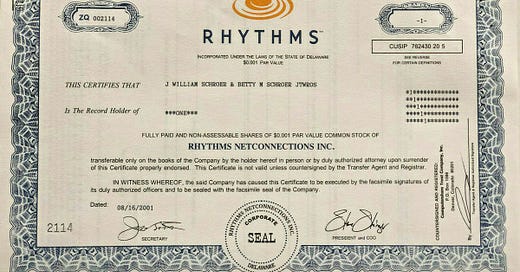 ZQ 002114
RHYTHMS
-1-
INCORPORATED UNDER THE LAWS OF THE STATE OF DELAWARE
$0.001 PAR VALUE
CUSIP 762430 20 5
SEE REVERSE
FOR CERTAIN DEFINITIONS
THIS CERTIFIES THAT
J WILLIAM SCHROER & BETTY M SCHROER JTWROS
Is The Record Holder of
***ONE***
FULLY PAID AND NON-ASSESSABLE SHARES OF $0.001 PAR VALUE COMMON STOCK OF
RHYTHMS NETCONNECTIONS INC.
transferable only on the books of the Company by the holder hereof in person or by duly authorized attorney upon surrender
of this Certificate properly endorsed. This Certificate is not valid unless countersigned by the Transfer Agent and Registrar.
IN WITNESS WHEREOF, the said Company has caused this Certificate to be executed by the facsimile signatures of
its duly authorized officers and to be sealed with the facsimile seal of the Company.
Dated: 08/16/2001
2114
SECRETARY
RHYTHMS NETCONNECTIONS INC.
CORPORATE
SEAL
DELAWARE
PRESIDENT AND COO
COUNTERSIGNED AND REGISTERED: